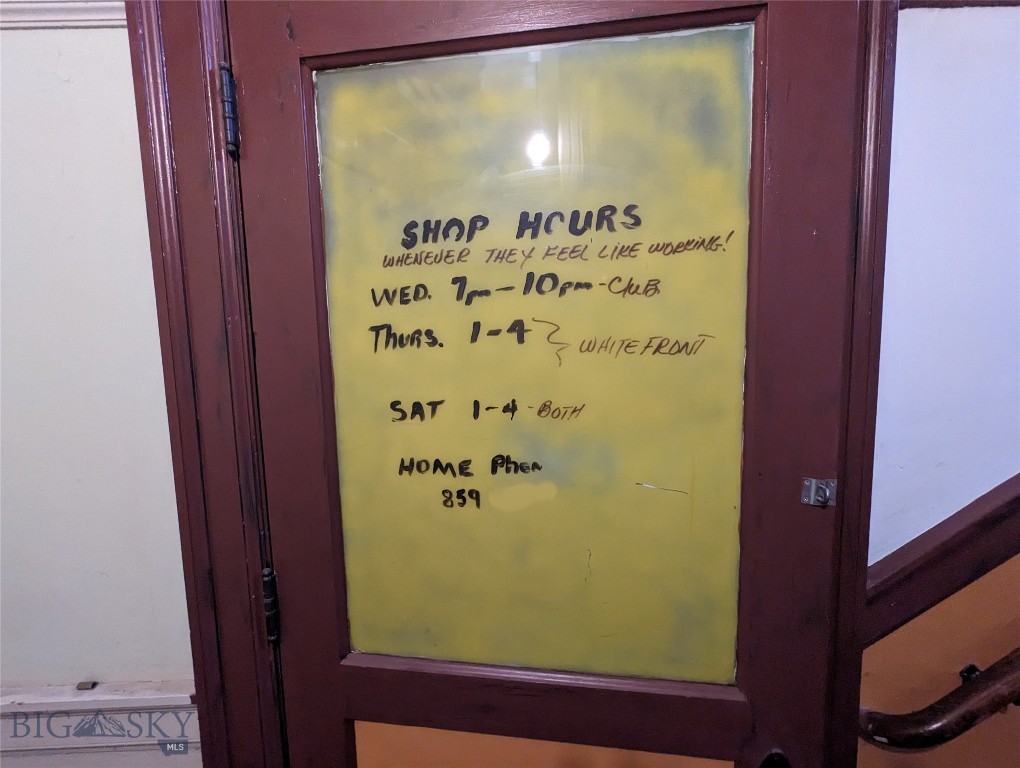 SHOP HOURS
WHENEVER THEY FEEL LIKE WORKING!
WED. 7pm-10pm-CLUB
THURS. 1-4 } WHITEFRONT
SAT 1-4 - BOTH
HOME Phon
859
BIG SKY
MLS